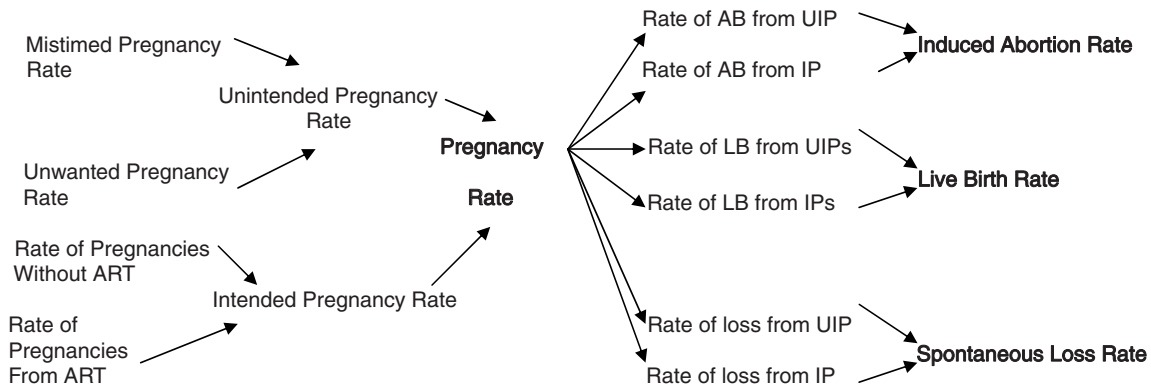 Mistimed Pregnancy
Rate
Unintended Pregnancy
Rate
Unwanted Pregnancy
Rate
Rate of Pregnancies
Without ART
Intended Pregnancy Rate
Rate of
Pregnancies
From ART
Pregnancy
Rate
Rate of AB from UIP
Rate of AB from IP
Induced Abortion Rate
Rate of LB from UIPs
Rate of LB from IPs
Live Birth Rate
Rate of loss from UIP
Rate of loss from IP
Spontaneous Loss Rate